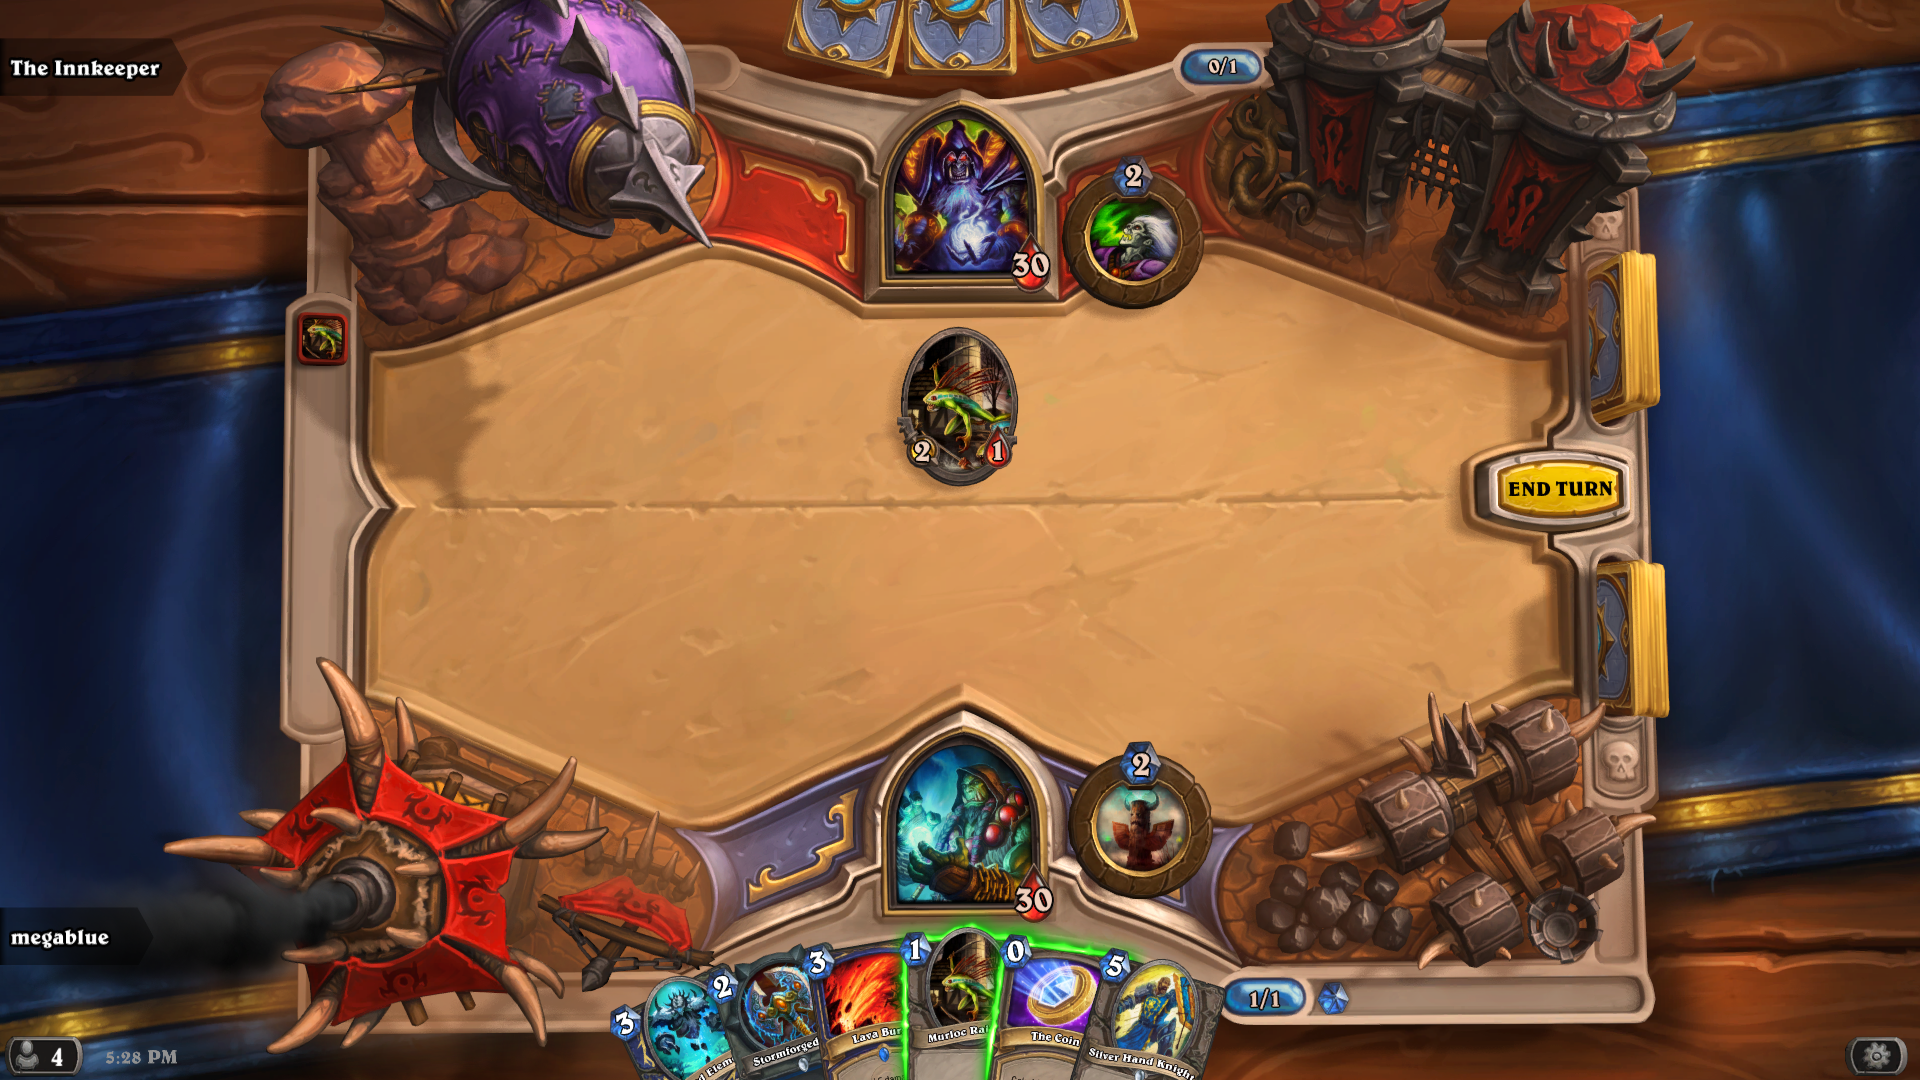 The Innkeeper
0/1
2
30
2
1
END TURN
2
30
megablue
3
2
3
1
0
5
Stormforged
Lava Bur
Murloc Rai
The Coin
Silver Hand Knight
1/1
4
5:28 PM